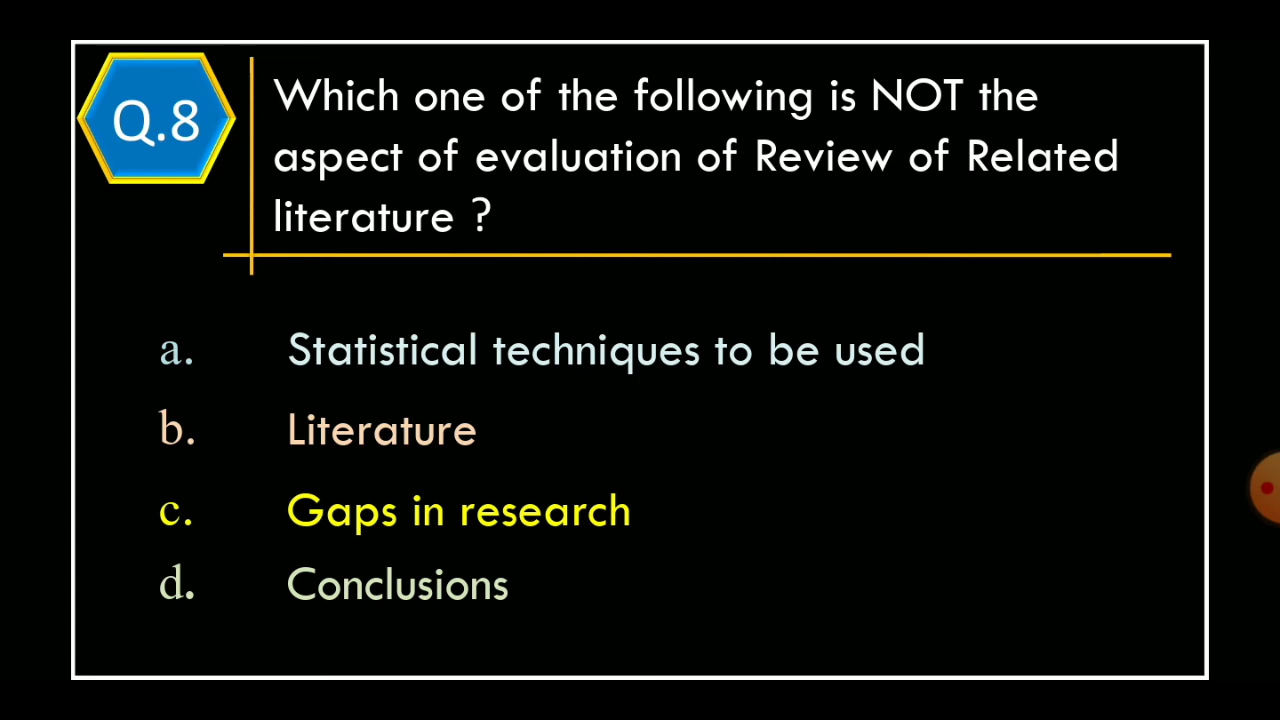 Q.8
Which one of the following is NOT the
aspect of evaluation of Review of Related
literature ?
a. Statistical techniques to be used
b. Literature
c. Gaps in research
d. Conclusions